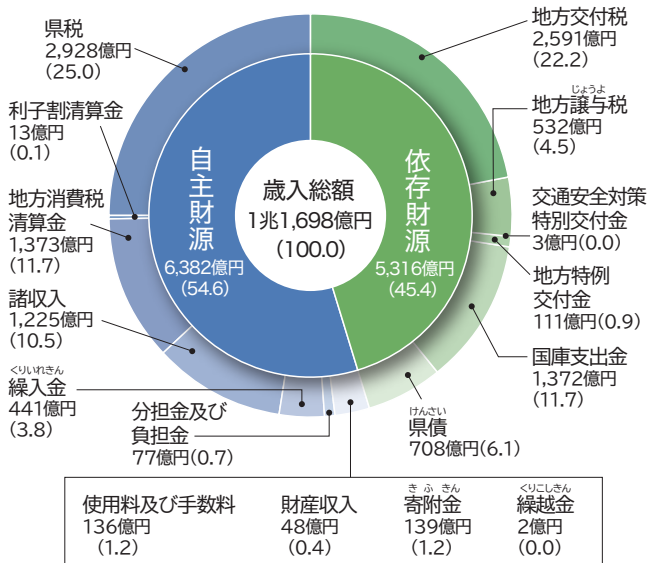 県税
2,928億円
(25.0)
利子割清算金
13億円
(0.1)
地方消費税
清算金
1,373億円
(11.7)
諸収入
1,225億円
(10.5)
くりいれきん
繰入金
441億円
(3.8)
分担金及び
負担金
77億円(0.7)
自主財源
6,382億円
(54.6)
歳入総額
1兆1,698億円
(100.0)
依存財源
5,316億円
(45.4)
地方交付税
2,591億円
(22.2)
じょうよ
地方譲与税
532億円
(4.5)
交通安全対策
特別交付金
3億円(0.0)
地方特例
交付金
111億円(0.9)
国庫支出金
1,372億円
(11.7)
けんさい
県債
708億円(6.1)
使用料及び手数料
136億円
(1.2)
財産収入
48億円
(0.4)
きふきん
寄附金
139億円
(1.2)
くりこしきん
繰越金
2億円
(0.0)